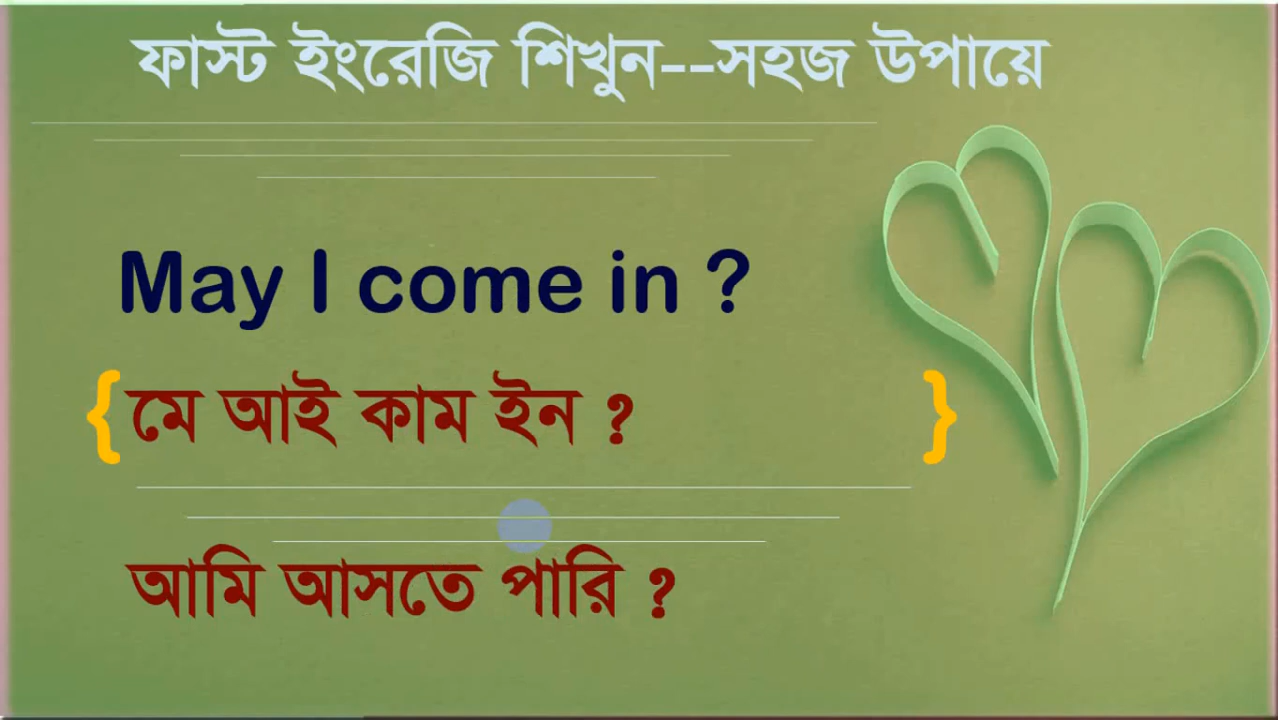 ফাস্ট ইংরেজি শিখুন--সহজ উপায়ে
May I come in ?
{মে আই কাম ইন ? }
আমি আসতে পারি ?